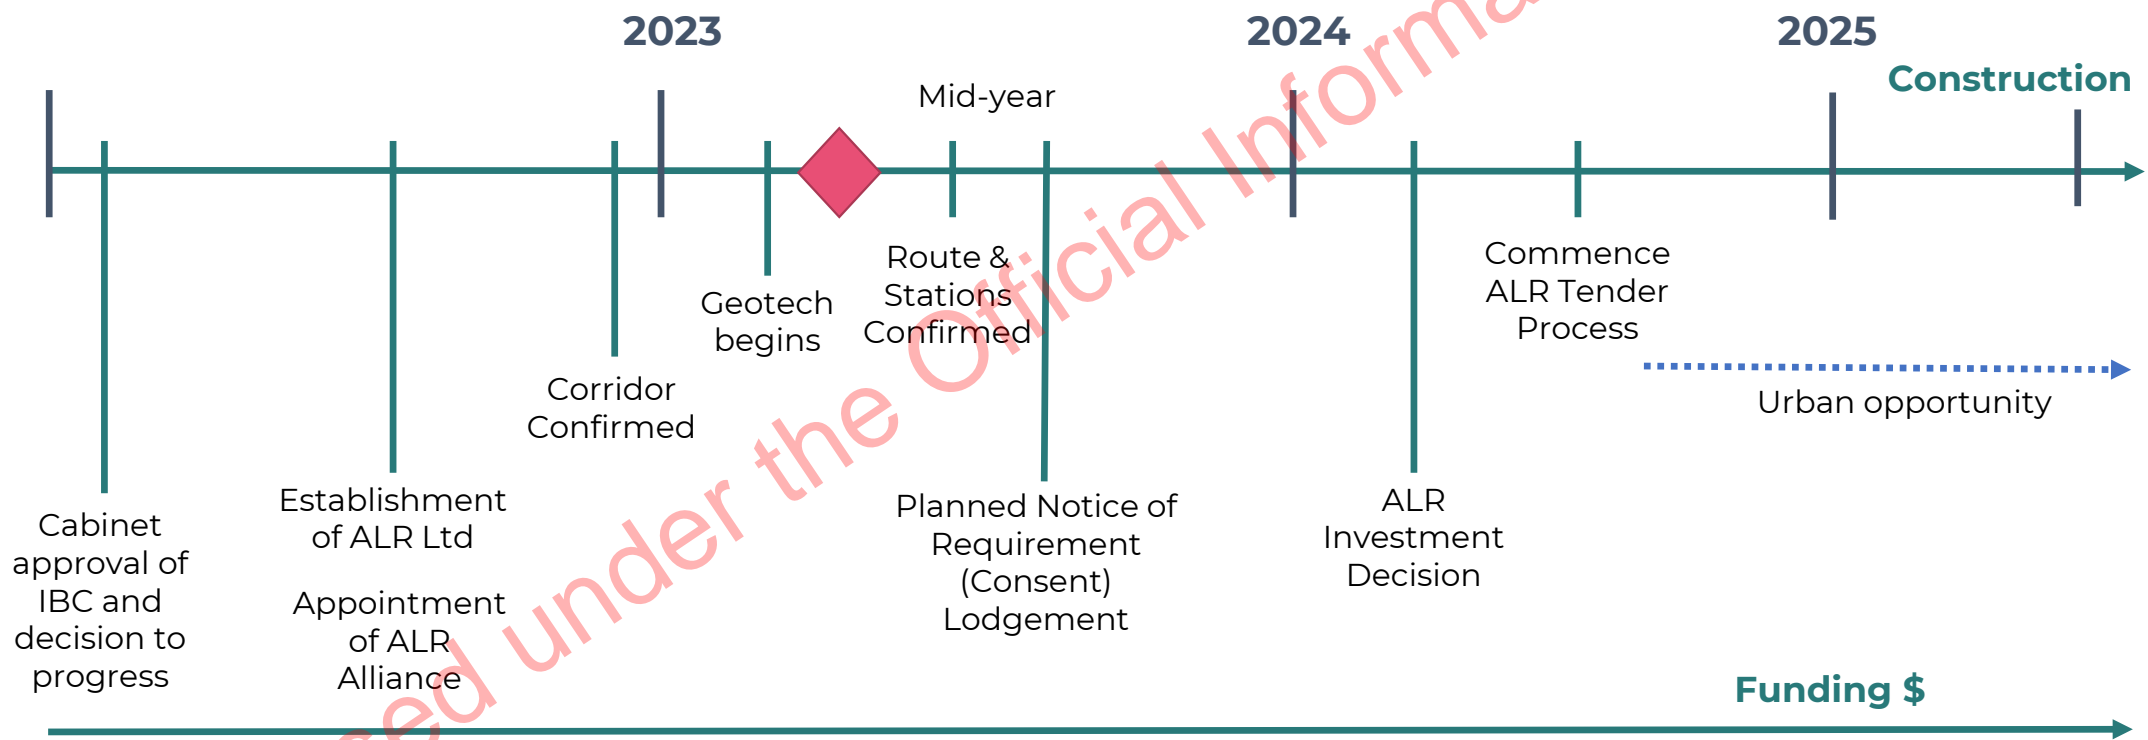 2023
2024
2025
Construction
Mid-year
Cabinet
approval of
IBC and
decision to
progress
Establishment
of ALR Ltd
Appointment
of ALR
Alliance
Corridor
Confirmed
Geotech
begins
Route &
Stations
Confirmed
Planned Notice of
Requirement
(Consent)
Lodgement
ALR
Investment
Decision
Commence
ALR Tender
Process
Urban opportunity
Funding $
under the Official